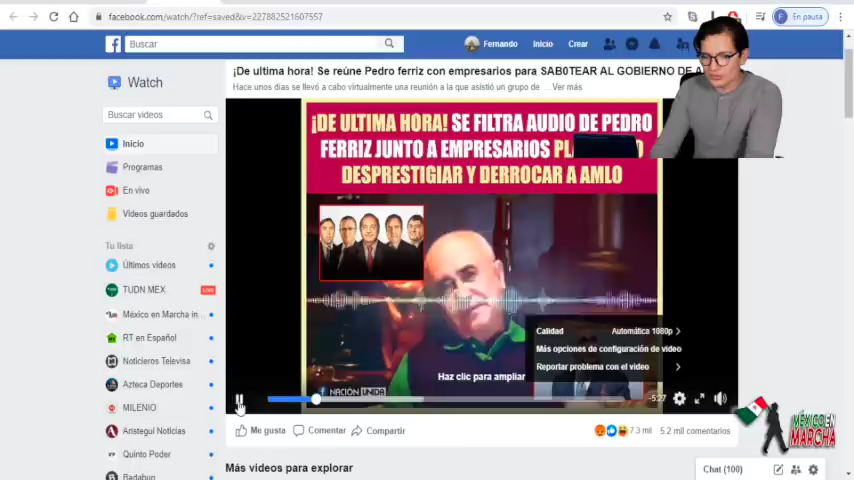 facebook.com/watch/?ref=saved&v=227882521607557
En pausa
Buscar
Fernando
Inicio
Crear
Watch
¡De ultima hora! Se reúne Pedro ferriz con empresarios para SAB0TEAR AL GOBIERNO DE A
Hace unos días se llevó a cabo virtualmente una reunión a la que asistió un grupo de ... Ver más
Buscar videos
Inicio
Programas
En vivo
Videos guardados
Tu lista
Últimos videos
TUDN MEX
México en Marcha in...
RT en Español
Noticieros Televisa
Azteca Deportes
MILENIO
Aristegui Noticias
Quinto Poder
Badabun
¡DE ULTIMA HORA! SE FILTRA AUDIO DE PEDRO
FERRIZ JUNTO A EMPRESARIOS
DESPRESTIGIAR Y DERROCAR A AMLO
Calidad
Automática 1080p
Más opciones de configuración de video
Reportar problema con el video
Haz clic para ampliar
NACIÓN UNIDA
-5:27
Me gusta
Comentar
Compartir
7.3 mil
5.2 mil comentarios
MÉXICO EN
MARCHA
Más videos para explorar
Chat (100)